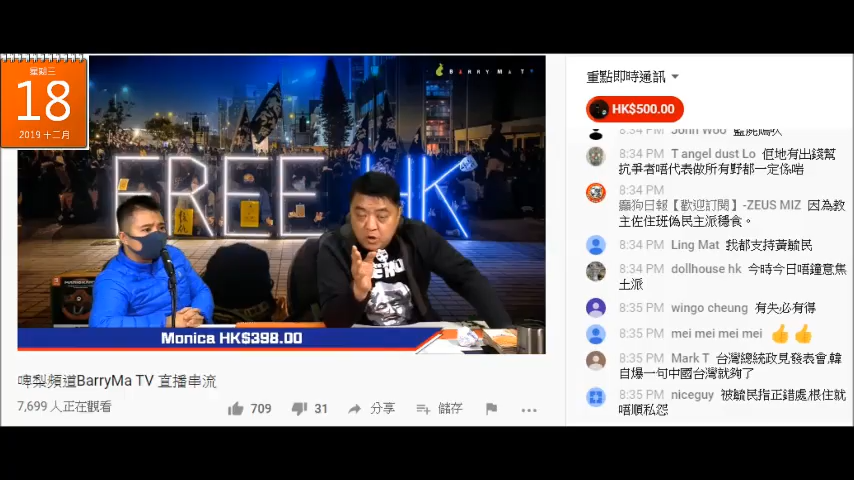 星期三
18
2019 十二月
BARRYMA TV
FREE HK
Monica HK$398.00
啤梨頻道BarryMa TV 直播串流
7,699 人正在觀看
709
31
分享
儲存
重點即時通訊
HK$500.00
8:34 PM John Woo
8:34 PM T angel dust Lo 佢地有出錢幫
抗爭者唔代表做所有野都一定係啱
8:34 PM
癲狗日報【歡迎訂閱】-ZEUS MIZ 因為教
主佐住班偽民主派穩食。
8:34 PM Ling Mat 我都支持黃毓民
8:34 PM dollhouse hk 今時今日唔鐘意焦
土派
8:35 PM wingo cheung 有失必有得
8:35 PM mei mei mei mei 👍👍
8:35 PM Mark T 台灣總統政見發表會,韓
自爆一句中國台灣就夠了
8:35 PM niceguy 被毓民指正錯處,根住就
唔順私怨